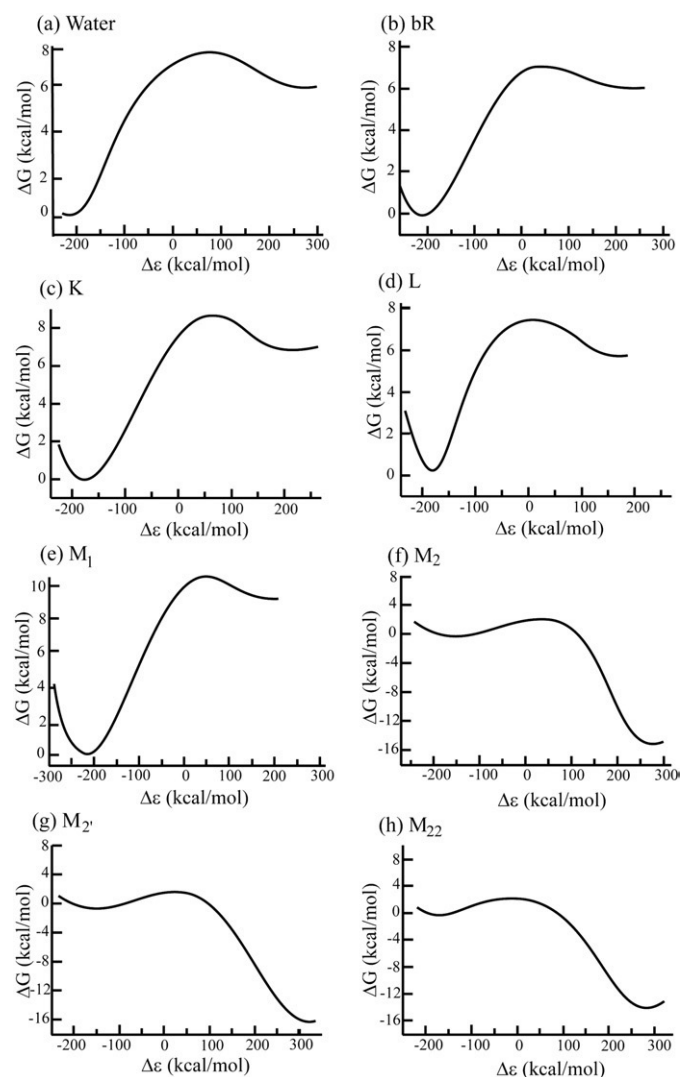 (a) Water
ΔG (kcal/mol)
8
6
4
2
0
-200 -100 0 100 200 300
Δε (kcal/mol)
(b) bR
ΔG (kcal/mol)
8
6
4
2
0
-200 -100 0 100 200
Δε (kcal/mol)
(c) K
ΔG (kcal/mol)
8
6
4
2
0
-200 -100 0 100 200
Δε (kcal/mol)
(d) L
ΔG (kcal/mol)
8
6
4
2
0
-200 -100 0 100 200
Δε (kcal/mol)
(e) M1
ΔG (kcal/mol)
10
8
4
2
0
-300 -200 -100 0 100 200 300
Δε (kcal/mol)
(f) M2
ΔG (kcal/mol)
8
4
0
-4
-8
-12
-16
-200 -100 0 100 200 300
Δε (kcal/mol)
(g) M2'
ΔG (kcal/mol)
8
4
0
-4
-8
-12
-16
-200 -100 0 100 200 300
Δε (kcal/mol)
(h) M22
ΔG (kcal/mol)
8
4
0
-4
-8
-12
-16
-200 -100 0 100 200 300
Δε (kcal/mol)